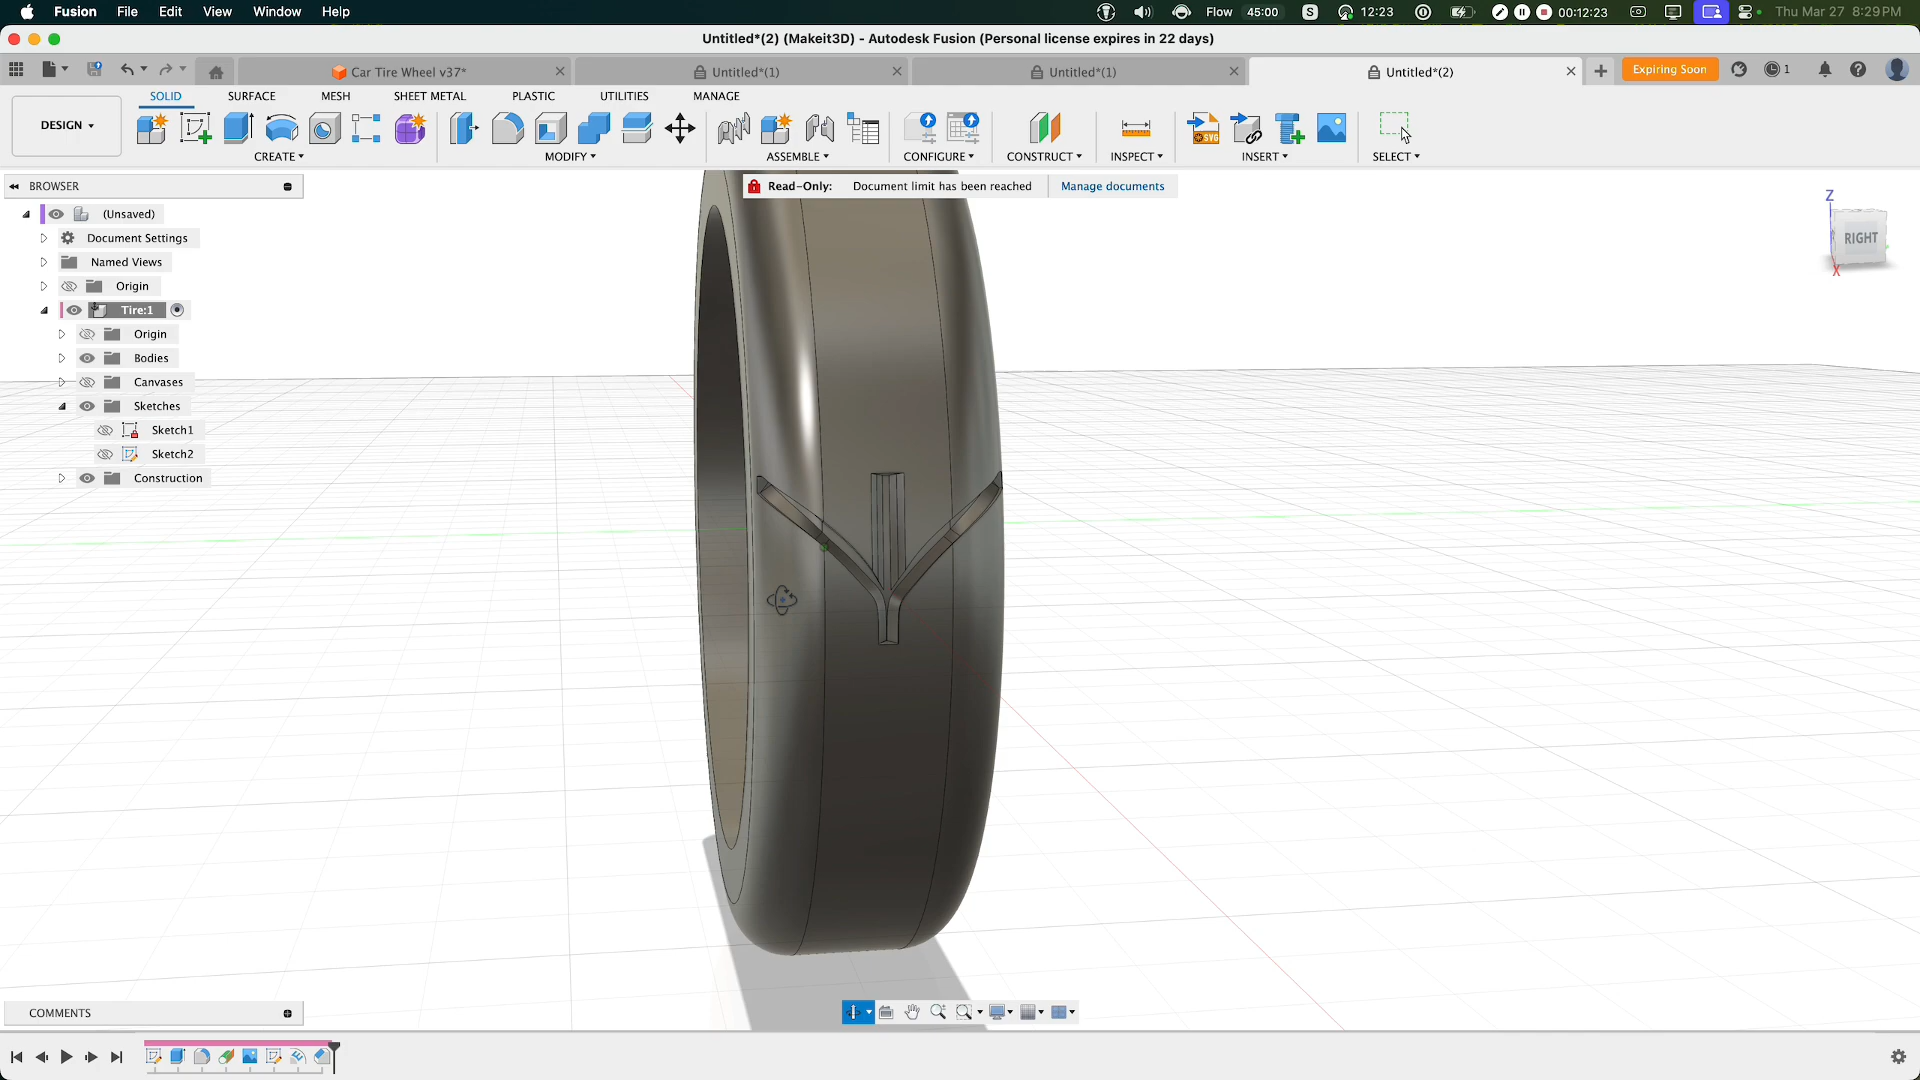 Fusion File Edit View Window Help Flow 45:00 S 12:23 00:12:23 Thu Mar 27 8:29 PM
Untitled*(2) (Makeit3D) - Autodesk Fusion (Personal license expires in 22 days)
Car Tire Wheel v37* Untitled*(1) Untitled*(1) Untitled*(2) Expiring Soon 1
SOLID SURFACE MESH SHEET METAL PLASTIC UTILITIES MANAGE
DESIGN
SVG
CREATE MODIFY ASSEMBLE CONFIGURE CONSTRUCT INSPECT INSERT SELECT
BROWSER
Read-Only: Document limit has been reached Manage documents
(Unsaved)
Document Settings
Named Views
Origin
Tire:1
Origin
Bodies
Canvases
Sketches
Sketch1
Sketch2
Construction
Z
RIGHT
X
COMMENTS